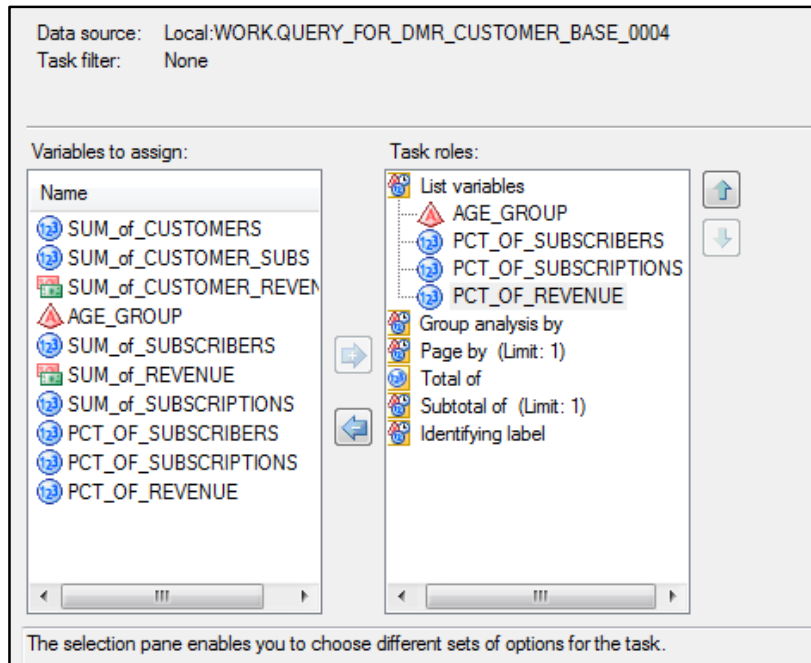 Data source: Local:WORK.QUERY_FOR_DMR_CUSTOMER_BASE_0004
Task filter: None
Variables to assign:
Name
SUM_of_CUSTOMERS
SUM_of_CUSTOMER_SUBS
SUM_of_CUSTOMER_REVEN
AGE_GROUP
SUM_of_SUBSCRIBERS
SUM_of_REVENUE
SUM_of_SUBSCRIPTIONS
PCT_OF_SUBSCRIBERS
PCT_OF_SUBSCRIPTIONS
PCT_OF_REVENUE
Task roles:
List variables
AGE_GROUP
PCT_OF_SUBSCRIBERS
PCT_OF_SUBSCRIPTIONS
PCT_OF_REVENUE
Group analysis by
Page by (Limit: 1)
Total of
Subtotal of (Limit: 1)
Identifying label
The selection pane enables you to choose different sets of options for the task.